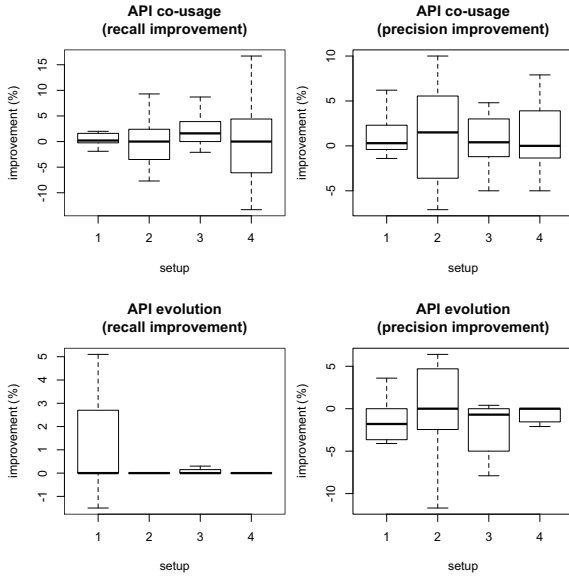 API co-usage
(recall improvement)
improvement (%)
15
10
5
0
-5
-10
1 2 3 4
setup
API co-usage
(precision improvement)
improvement (%)
10
5
0
-5
1 2 3 4
setup
API evolution
(recall improvement)
improvement (%)
5
4
3
2
1
0
-1
1 2 3 4
setup
API evolution
(precision improvement)
improvement (%)
5
0
-5
-10
1 2 3 4
setup